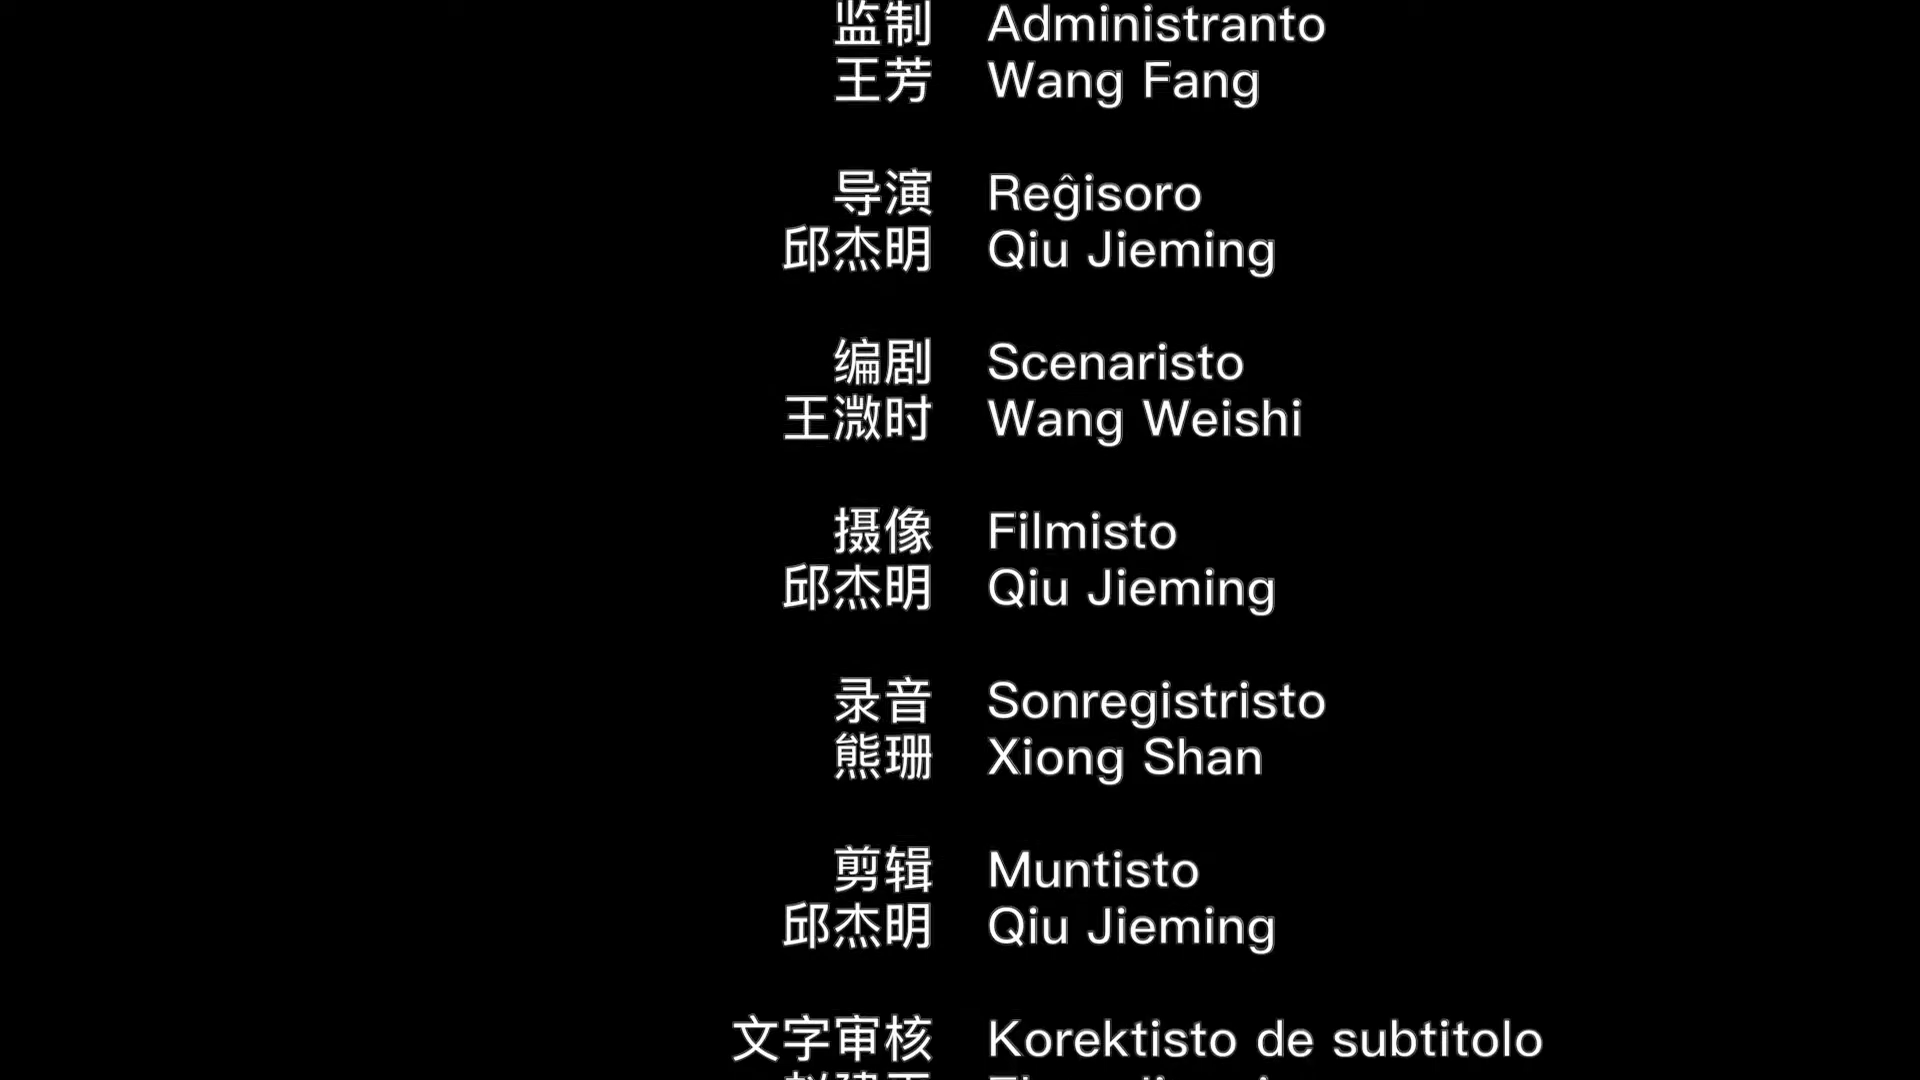 监制 Administranto
王芳 Wang Fang
导演 Reĝisoro
邱杰明 Qiu Jieming
编剧 Scenaristo
王溦时 Wang Weishi
摄像 Filmisto
邱杰明 Qiu Jieming
录音 Sonregistristo
熊珊 Xiong Shan
剪辑 Muntisto
邱杰明 Qiu Jieming
文字审核 Korektisto de subtitolo